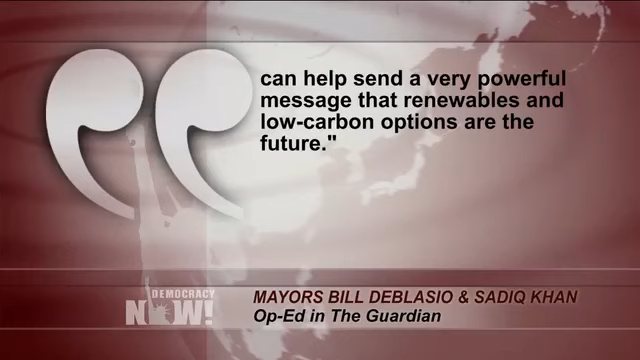 can help send a very powerful
message that renewables and
low-carbon options are the
future."
DEMOCRACY
NOW!
MAYORS BILL DEBLASIO & SADIQ KHAN
Op-Ed in The Guardian